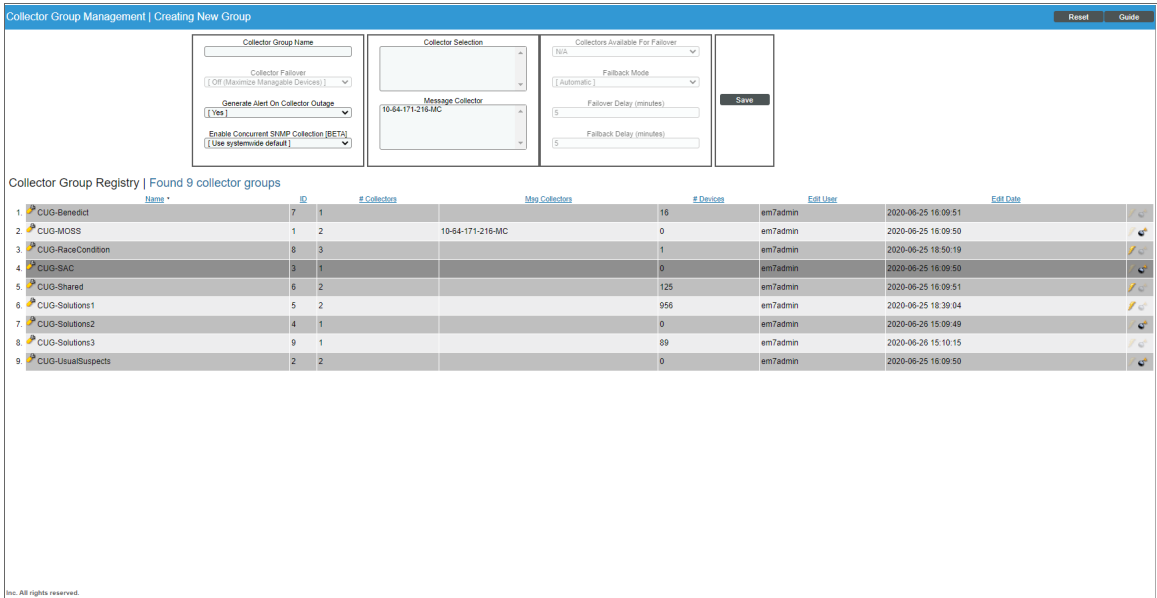 Collector Group Management | Creating New Group
Reset
Guide
Collector Group Name
Collector Failover
[ Off (Maximize Managable Devices) ]
Generate Alert On Collector Outage
[ Yes ]
Enable Concurrent SNMP Collection [BETA]
[ Use systemwide default ]
Collector Selection
Message Collector
10-64-171-216-MC
Collectors Available For Failover
N/A
Failback Mode
[ Automatic ]
Failover Delay (minutes)
5
Failback Delay (minutes)
5
Save
Collector Group Registry | Found 9 collector groups
Name ID # Collectors Msg Collectors # Devices Edit User Edit Date
1. CUG-Benedict 7 1 16 em7admin 2020-06-25 16:09:51
2. CUG-MOSS 1 2 10-64-171-216-MC 0 em7admin 2020-06-25 16:09:50
3. CUG-RaceCondition 8 3 1 em7admin 2020-06-25 18:50:19
4. CUG-SAC 3 1 0 em7admin 2020-06-25 16:09:50
5. CUG-Shared 6 2 125 em7admin 2020-06-25 16:09:51
6. CUG-Solutions1 5 2 956 em7admin 2020-06-25 18:39:04
7. CUG-Solutions2 4 1 0 em7admin 2020-06-26 15:09:49
8. CUG-Solutions3 9 1 89 em7admin 2020-06-26 15:10:15
9. CUG-UsualSuspects 2 2 0 em7admin 2020-06-25 16:09:50
Inc. All rights reserved.